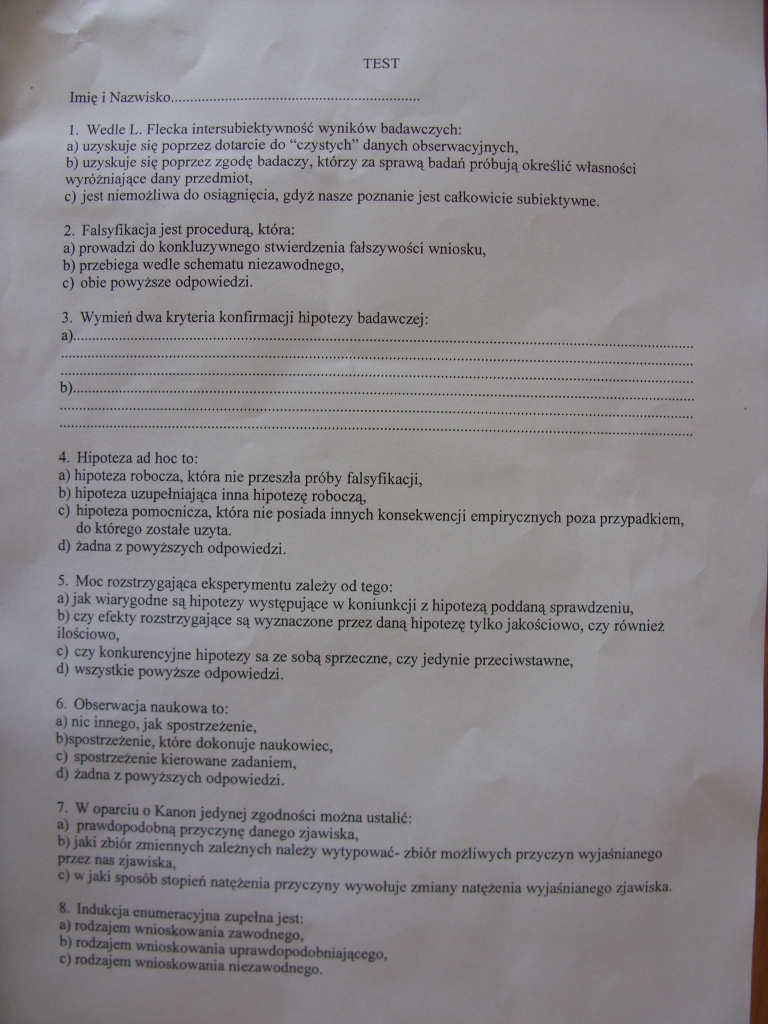 TEST
Imię i Nazwisko................................................................
1. Wedle L. Flecka intersubiektywność wyników badawczych:
a) uzyskuje się poprzez dotarcie do “czystych” danych obserwacyjnych,
b) uzyskuje się poprzez zgodę badaczy, którzy za sprawą badań próbują określić własności
wyróżniające dany przedmiot,
c) jest niemożliwa do osiągnięcia, gdyż nasze poznanie jest całkowicie subiektywne.
2. Falsyfikacja jest procedurą, która:
a) prowadzi do konkluzywnego stwierdzenia fałszywości wniosku,
b) przebiega wedle schematu niezawodnego,
c) obie powyższe odpowiedzi.
3. Wymień dwa kryteria konfirmacji hipotezy badawczej:
a)................................................................
................................................................
................................................................
b)................................................................
................................................................
................................................................
4. Hipoteza ad hoc to:
a) hipoteza robocza, która nie przeszła próby falsyfikacji,
b) hipoteza uzupełniająca inna hipotezę roboczą,
c) hipoteza pomocnicza, która nie posiada innych konsekwencji empirycznych poza przypadkiem,
do którego zostałe uzyta.
d) żadna z powyższych odpowiedzi.
5. Moc rozstrzygająca eksperymentu zależy od tego:
a) jak wiarygodne są hipotezy występujące w koniunkcji z hipotezą poddaną sprawdzeniu,
b) czy efekty rozstrzygające są wyznaczone przez daną hipotezę tylko jakościowo, czy również
ilościowo,
c) czy konkurencyjne hipotezy sa ze sobą sprzeczne, czy jedynie przeciwstawne,
d) wszystkie powyższe odpowiedzi.
6. Obserwacja naukowa to:
a) nic innego, jak spostrzeżenie,
b)spostrzeżenie, które dokonuje naukowiec,
c) spostrzeżenie kierowane zadaniem,
d) żadna z powyższych odpowiedzi.
7. W oparciu o Kanon jedynej zgodności można ustalić:
a) prawdopodobną przyczynę danego zjawiska,
b) jaki zbiór zmiennych zależnych należy wytypować- zbiór możliwych przyczyn wyjaśnianego
przez nas zjawiska,
c) w jaki sposób stopień natężenia przyczyny wywołuje zmiany natężenia wyjaśnianego zjawiska.
8. Indukcja enumeracyjna zupełna jest:
a) rodzajem wnioskowania zawodnego,
b) rodzajem wnioskowania uprawdopodobniającego,
c) rodzajem wnioskowania niezawodnego.